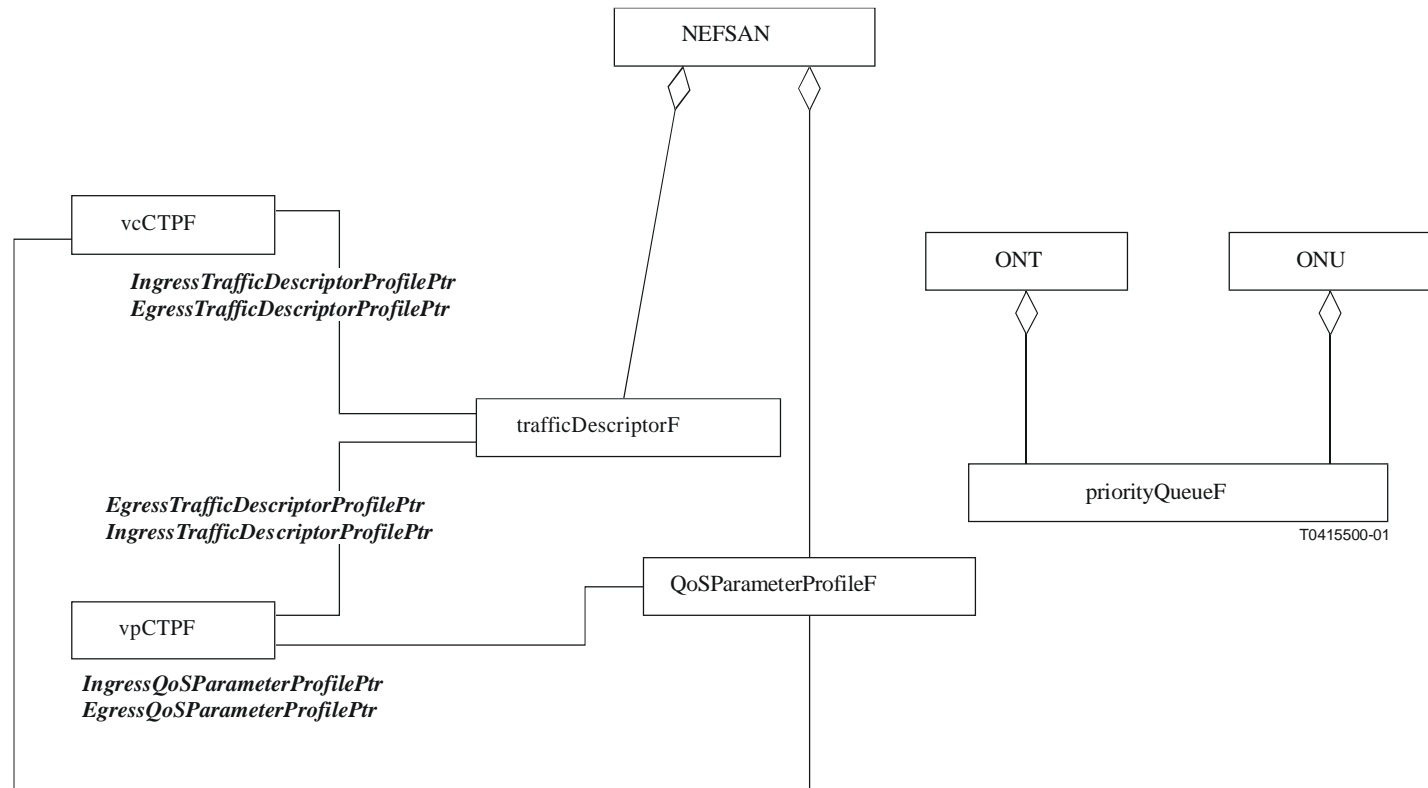 NEFSAN
vcCTPF
ONT
ONU
IngressTrafficDescriptorProfilePtr
EgressTrafficDescriptorProfilePtr
trafficDescriptorF
priorityQueueF
EgressTrafficDescriptorProfilePtr
IngressTrafficDescriptorProfilePtr
T0415500-01
QoSParameterProfileF
vpCTPF
IngressQoSParameterProfilePtr
EgressQoSParameterProfilePtr